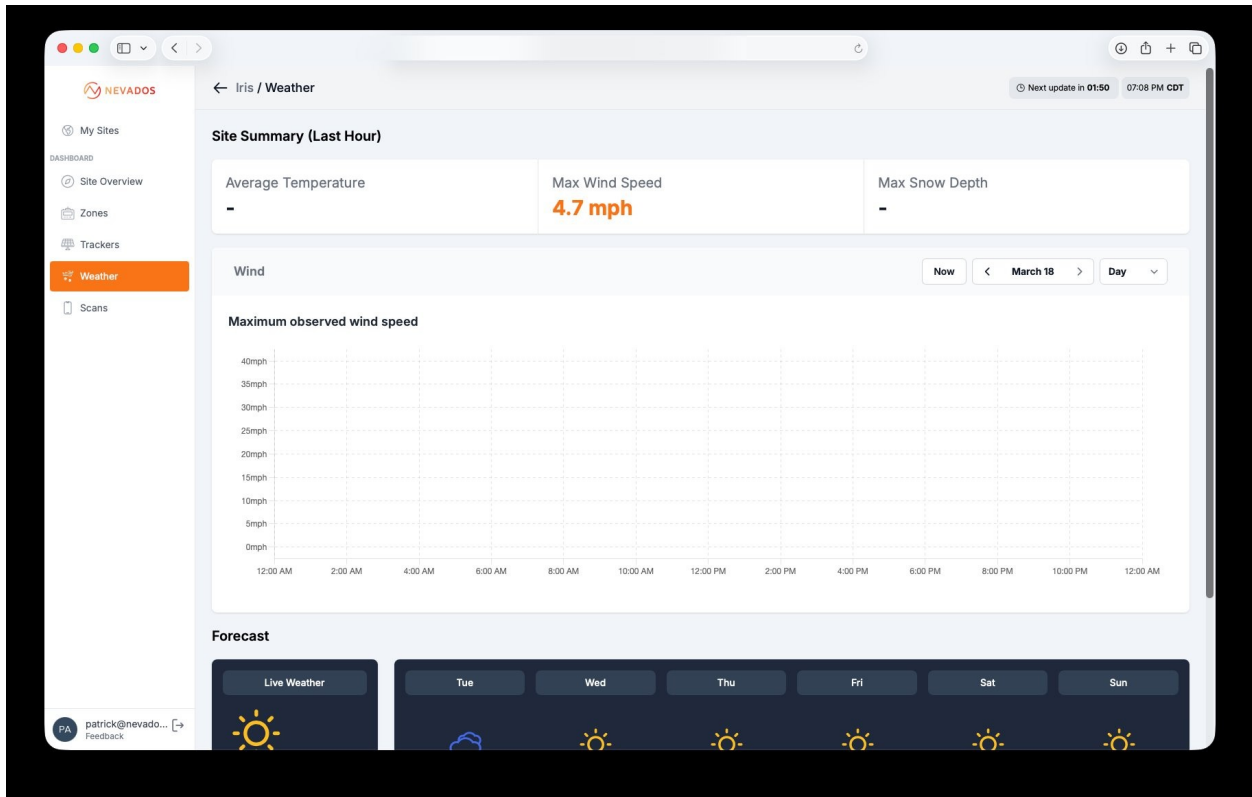 NEVADOS
Iris / Weather
Next update in 01:50
07:08 PM CDT
My Sites
DASHBOARD
Site Overview
Zones
Trackers
Weather
Scans
Site Summary (Last Hour)
Average Temperature
-
Max Wind Speed
4.7 mph
Max Snow Depth
-
Wind
Now
March 18
Day
Maximum observed wind speed
40mph
35mph
30mph
25mph
20mph
15mph
10mph
5mph
0mph
12:00 AM 2:00 AM 4:00 AM 6:00 AM 8:00 AM 10:00 AM 12:00 PM 2:00 PM 4:00 PM 6:00 PM 8:00 PM 10:00 PM 12:00 AM
Forecast
Live Weather
Tue Wed Thu Fri Sat Sun
PA
patrick@nevado...
Feedback